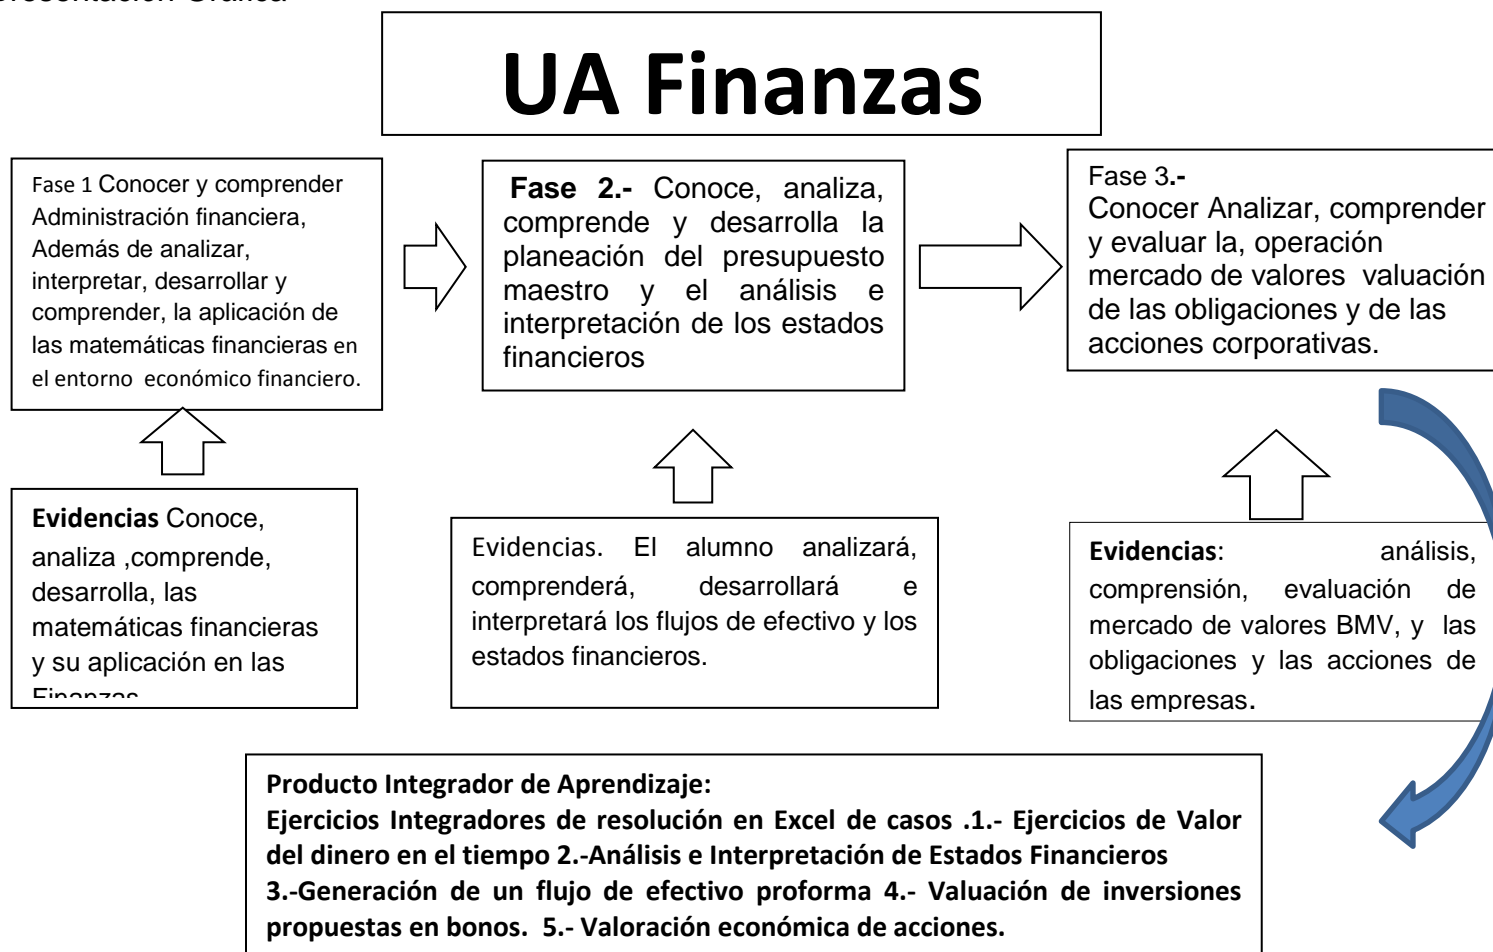 presentación Gráfica
UA Finanzas
Fase 1 Conocer y comprender
Administración financiera,
Además de analizar,
interpretar, desarrollar y
comprender, la aplicación de
las matemáticas financieras en
el entorno económico financiero.
Fase 2.- Conoce, analiza,
comprende y desarrolla la
planeación del presupuesto
maestro y el análisis e
interpretación de los estados
financieros
Fase 3.-
Conocer Analizar, comprender
y evaluar la, operación
mercado de valores valuación
de las obligaciones y de las
acciones corporativas.
Evidencias Conoce,
analiza ,comprende,
desarrolla, las
matemáticas financieras
y su aplicación en las
Finanzas
Evidencias. El alumno analizará,
comprenderá, desarrollará e
interpretará los flujos de efectivo y los
estados financieros.
Evidencias: análisis,
comprensión, evaluación de
mercado de valores BMV, y las
obligaciones y las acciones de
las empresas.
Producto Integrador de Aprendizaje:
Ejercicios Integradores de resolución en Excel de casos .1.- Ejercicios de Valor
del dinero en el tiempo 2.-Análisis e Interpretación de Estados Financieros
3.-Generación de un flujo de efectivo proforma 4.- Valuación de inversiones
propuestas en bonos. 5.- Valoración económica de acciones.